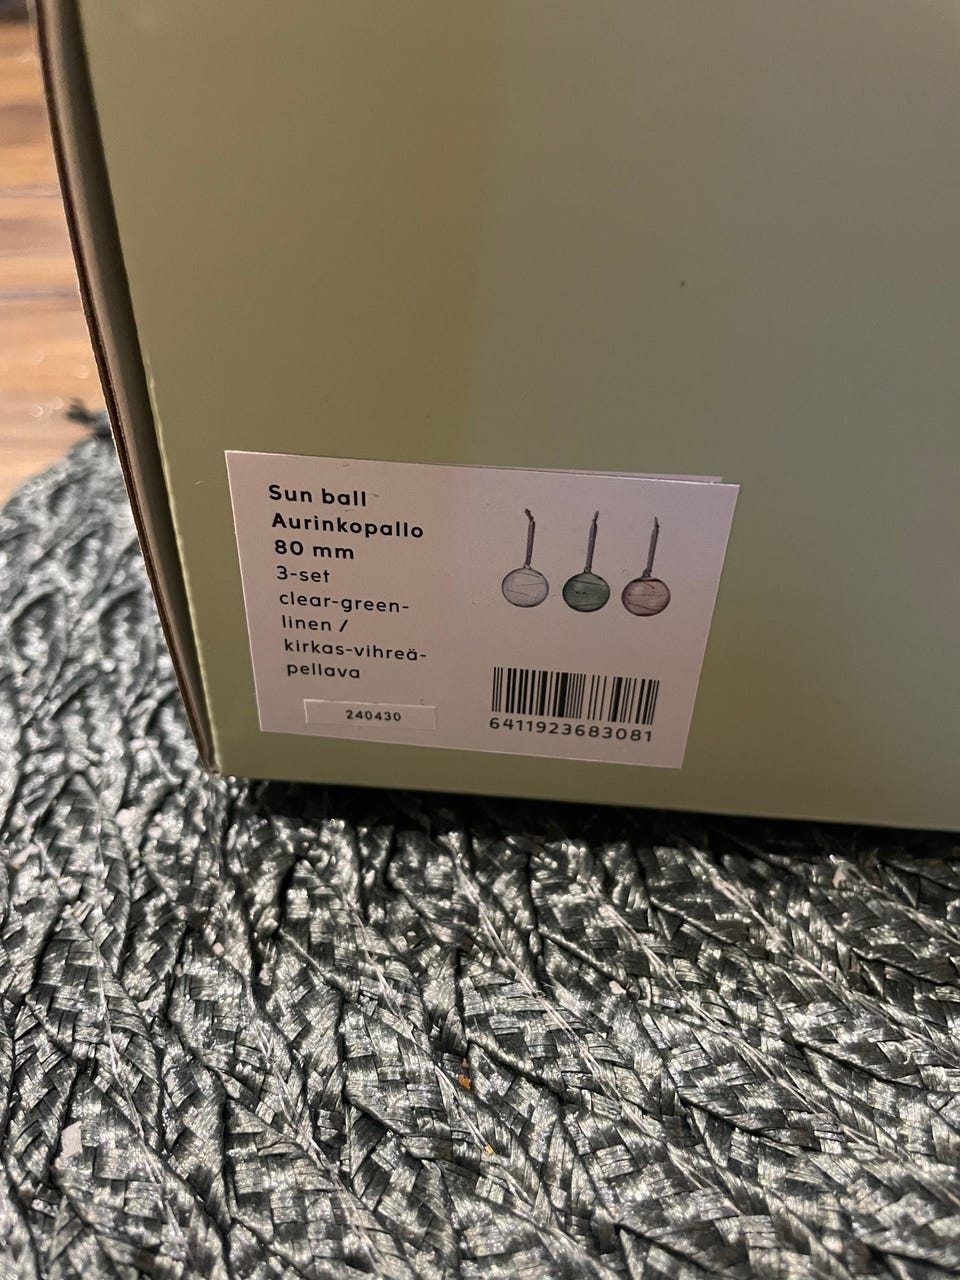 Sun ball
Aurinkopallo
80 mm
3-set
clear-green-
linen /
kirkas-vihreä-
pellava
240430
6411923683081